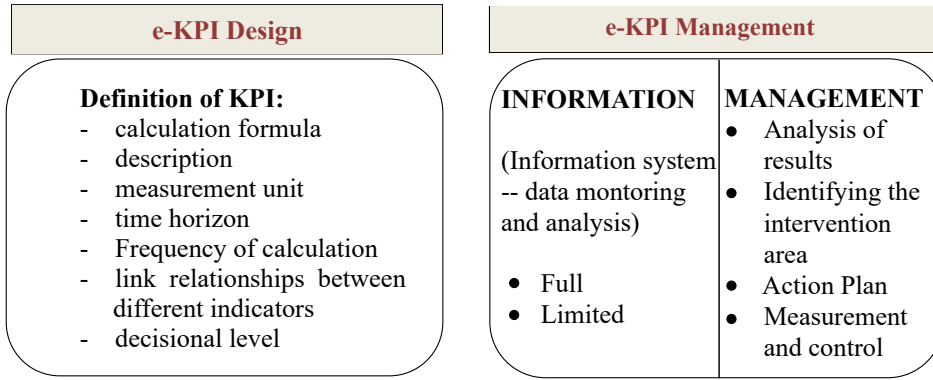 e-KPI Design
Definition of KPI:
- calculation formula
- description
- measurement unit
- time horizon
- Frequency of calculation
- link relationships between
different indicators
- decisional level
e-KPI Management
INFORMATION
(Information system
-- data montoring
and analysis)
● Full
● Limited
MANAGEMENT
● Analysis of
results
● Identifying the
intervention
area
● Action Plan
● Measurement
and control